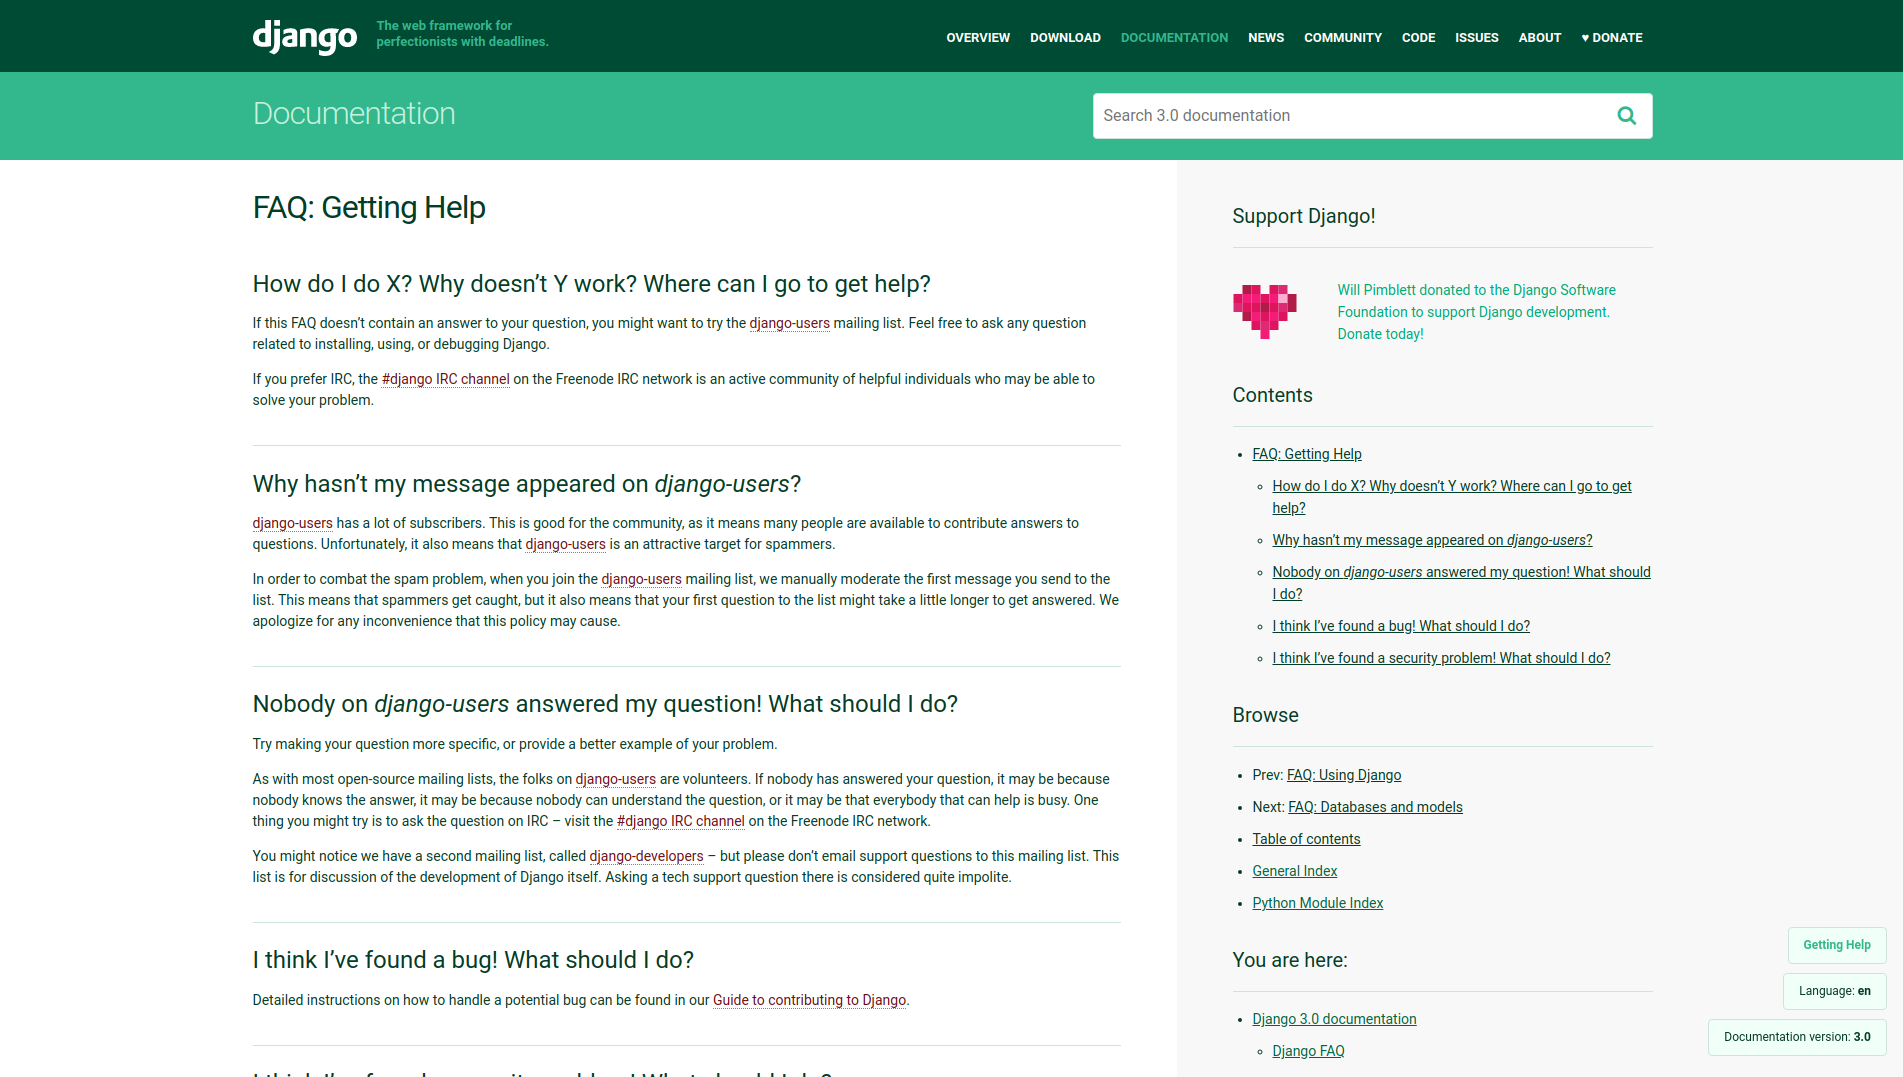 django
The web framework for
perfectionists with deadlines.
OVERVIEW DOWNLOAD DOCUMENTATION NEWS COMMUNITY CODE ISSUES ABOUT ♥ DONATE
Documentation
Search 3.0 documentation
FAQ: Getting Help
How do I do X? Why doesn’t Y work? Where can I go to get help?
If this FAQ doesn’t contain an answer to your question, you might want to try the django-users mailing list. Feel free to ask any question
related to installing, using, or debugging Django.
If you prefer IRC, the #django IRC channel on the Freenode IRC network is an active community of helpful individuals who may be able to
solve your problem.
Why hasn’t my message appeared on django-users?
django-users has a lot of subscribers. This is good for the community, as it means many people are available to contribute answers to
questions. Unfortunately, it also means that django-users is an attractive target for spammers.
In order to combat the spam problem, when you join the django-users mailing list, we manually moderate the first message you send to the
list. This means that spammers get caught, but it also means that your first question to the list might take a little longer to get answered. We
apologize for any inconvenience that this policy may cause.
Nobody on django-users answered my question! What should I do?
Try making your question more specific, or provide a better example of your problem.
As with most open-source mailing lists, the folks on django-users are volunteers. If nobody has answered your question, it may be because
nobody knows the answer, it may be because nobody can understand the question, or it may be that everybody that can help is busy. One
thing you might try is to ask the question on IRC – visit the #django IRC channel on the Freenode IRC network.
You might notice we have a second mailing list, called django-developers – but please don’t email support questions to this mailing list. This
list is for discussion of the development of Django itself. Asking a tech support question there is considered quite impolite.
I think I’ve found a bug! What should I do?
Detailed instructions on how to handle a potential bug can be found in our Guide to contributing to Django.
Support Django!
Will Pimblett donated to the Django Software
Foundation to support Django development.
Donate today!
Contents
FAQ: Getting Help
How do I do X? Why doesn’t Y work? Where can I go to get
help?
Why hasn’t my message appeared on django-users?
Nobody on django-users answered my question! What should
I do?
I think I’ve found a bug! What should I do?
I think I’ve found a security problem! What should I do?
Browse
Prev: FAQ: Using Django
Next: FAQ: Databases and models
Table of contents
General Index
Python Module Index
You are here:
Django 3.0 documentation
Django FAQ
Getting Help
Language: en
Documentation version: 3.0